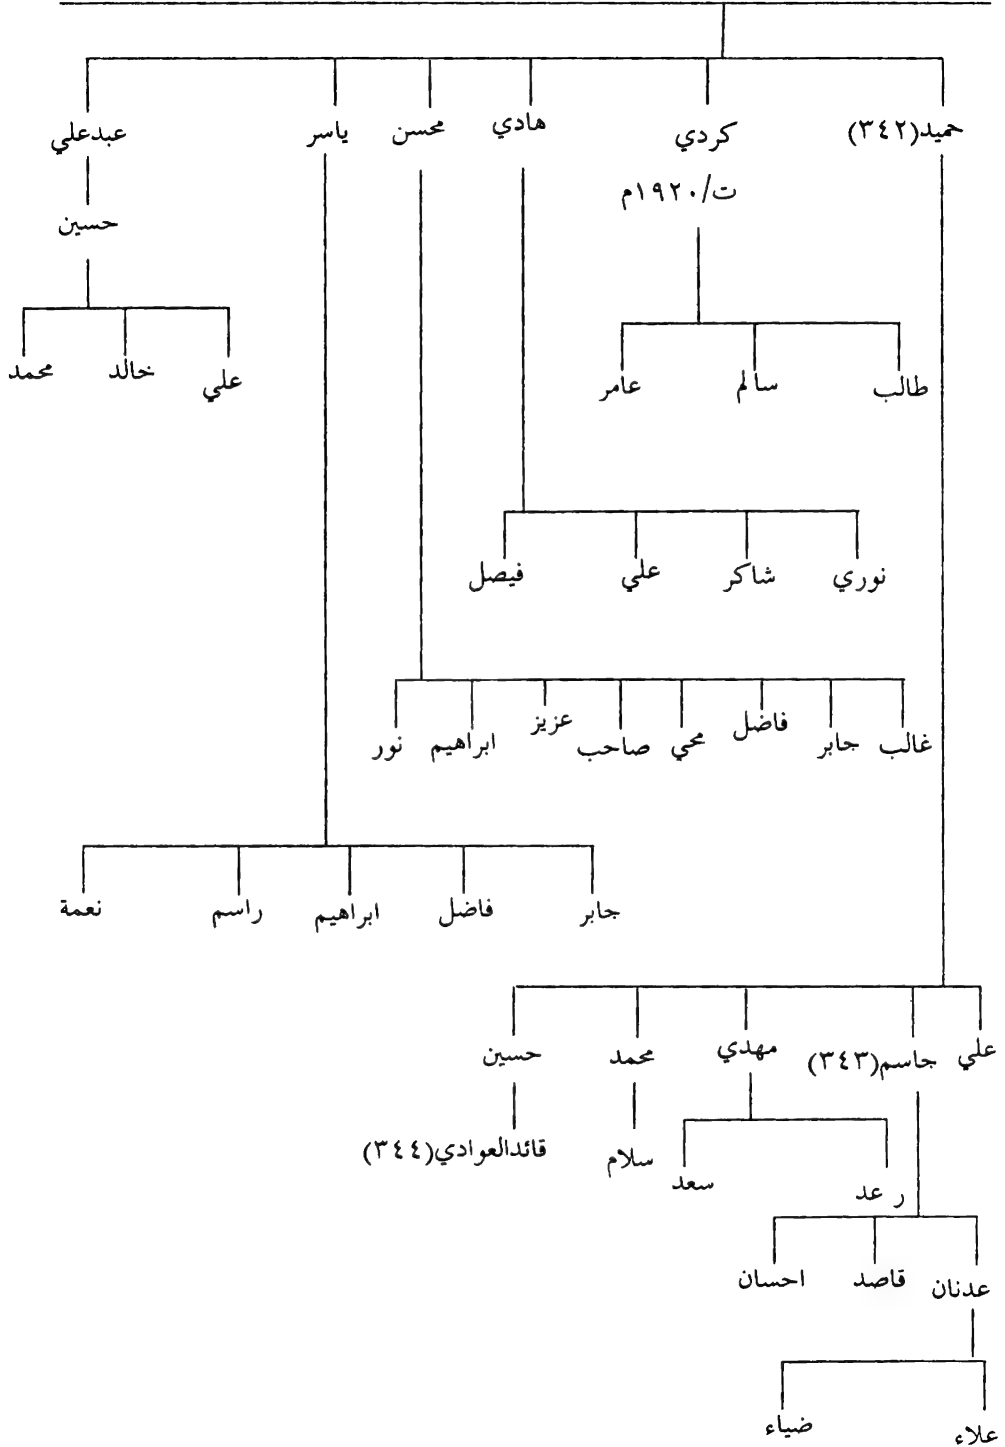 حميد(٣٤٢) كردي هادي محسن ياسر عبدعلي
ت/١٩٢٠م
حسين
علي خالد محمد
طالب سالم عامر
نوري شاكر علي فيصل
غالب جابر فاضل محي صاحب عزيز ابراهيم نور
جابر فاضل ابراهيم راسم نعمة
علي جاسم(٣٤٣) مهدي محمد حسين
رعد سعد سلام قائدالعوادي(٣٤٤)
عدنان قاصد احسان
علاء ضياء